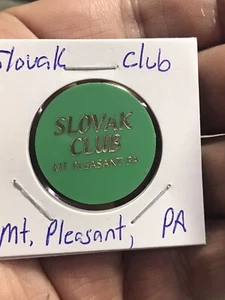 Slovak Club
SLOVAK
CLUB
MT. PLEASANT PA
Mt. Pleasant, PA